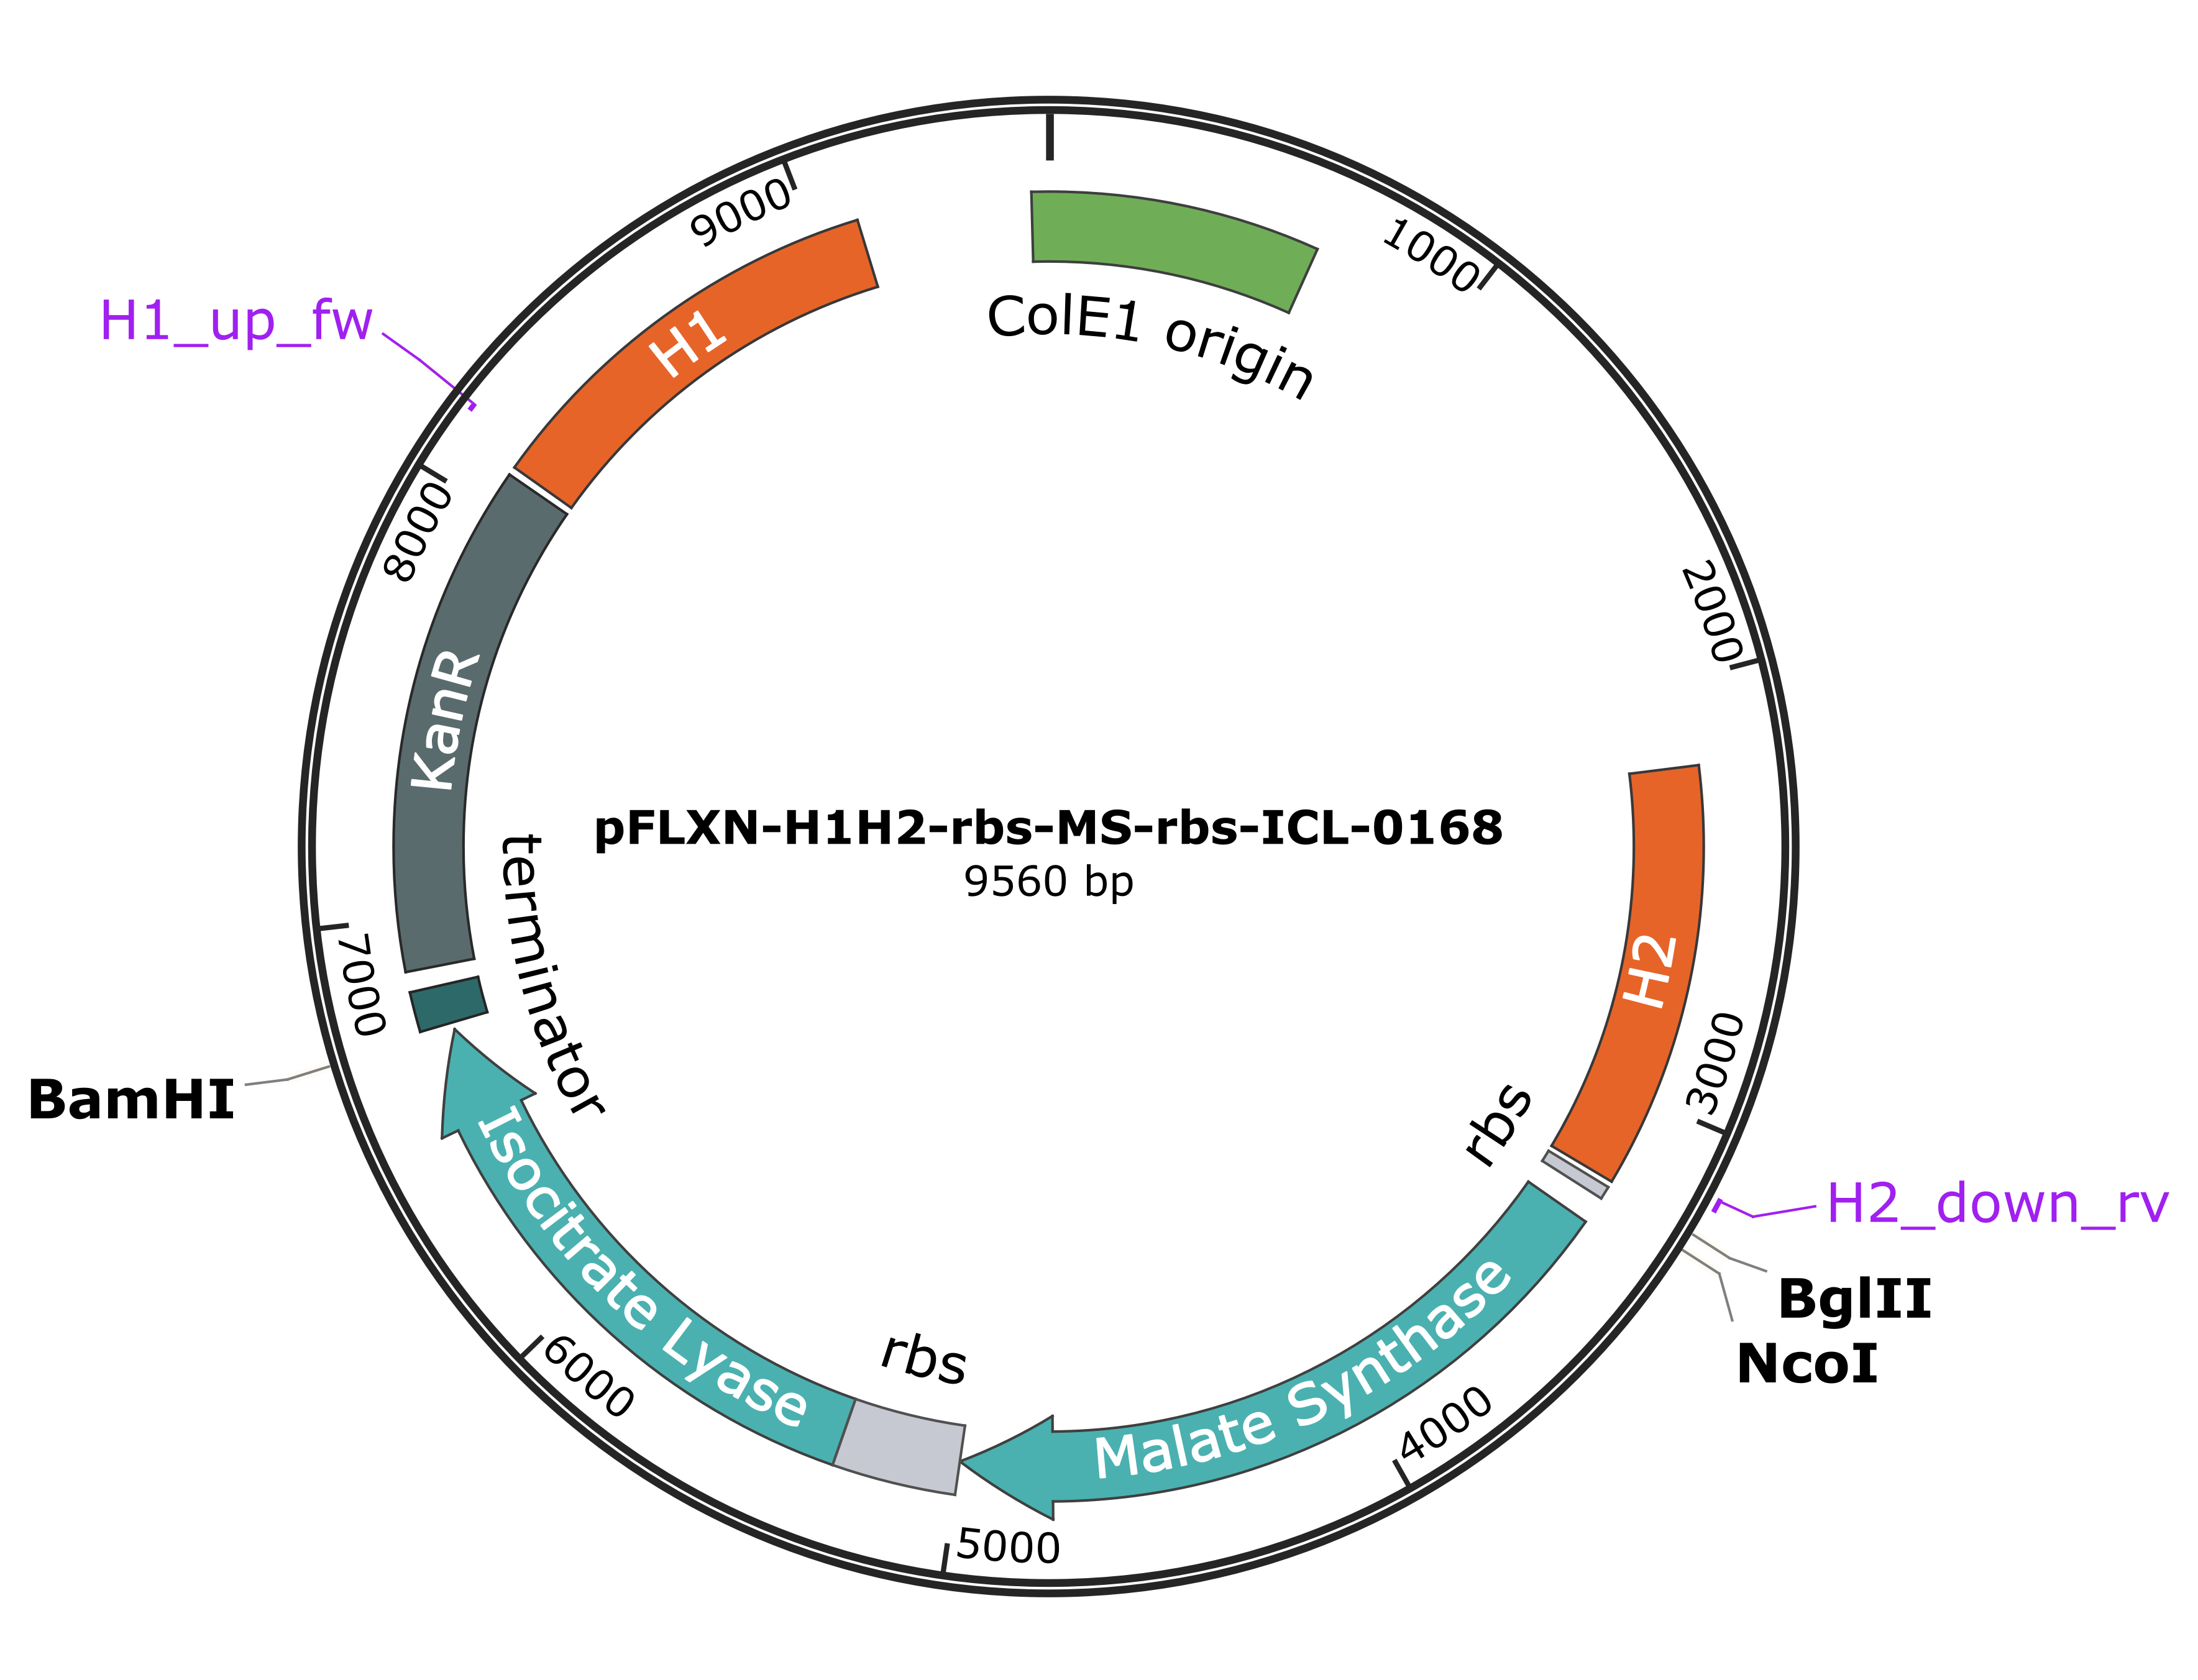 pFLXN-H1H2-rbs-MS-rbs-ICL-0168
9560 bp
ColE1 origin
1000
2000
H2
3000
rbs
H2_down_rv
BglII
NcoI
Malate Synthase
4000
5000
rbs
Isocitrate Lyase
6000
BamHI
terminator
7000
KanR
8000
H1_up_fw
H1
9000